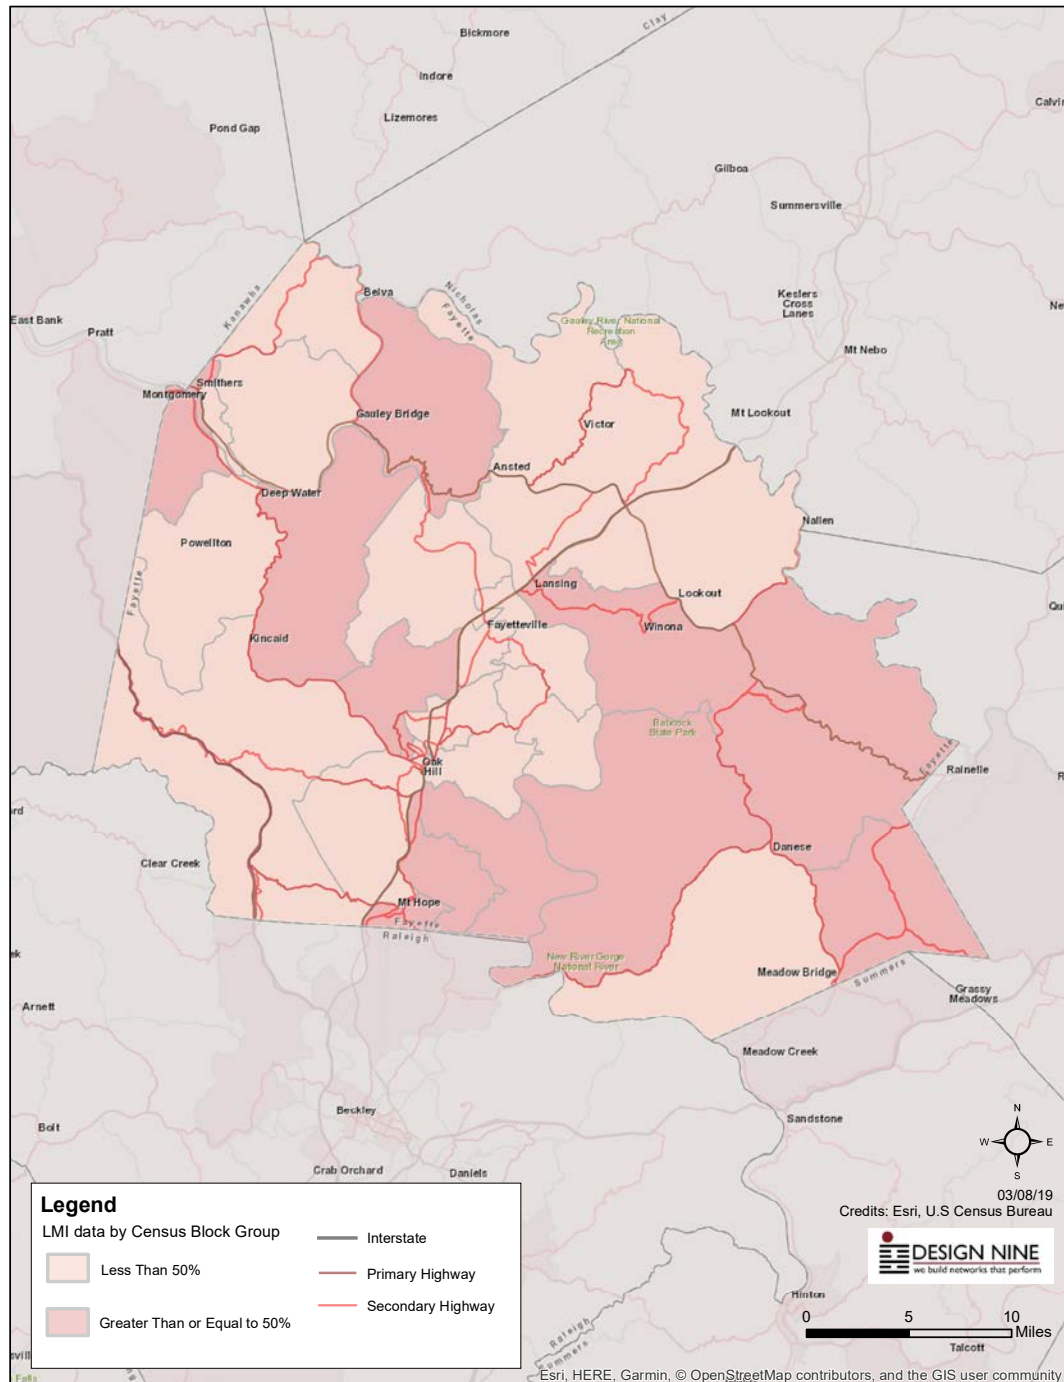 Clay
Bickmore
Indore
Calvin
Lizemores
Pond Gap
Gilboa
Summersville
Belva
Nicholas
Fayette
Kanawha
Keslers
Cross
Lanes
East Bank
Pratt
Gauley River National
Recreation
Area
Mt Nebo
Smithers
Montgomery
Gauley Bridge
Mt Lookout
Victor
Ansted
Deep Water
Nallen
Powellton
Fayette
Lansing
Lookout
Fayetteville
Winona
Kincaid
Babcock
State Park
Fayette
Rainelle
Oak
Hill
Clear Creek
Danese
Mt Hope
Fayette
Raleigh
New River Gorge
National River
Meadow Bridge
Summers
Grassy
Meadows
Arnett
Meadow Creek
Beckley
Sandstone
Bolt
Crab Orchard
Daniels
N
W
E
S
03/08/19
Credits: Esri, U.S Census Bureau
DESIGN NINE
we build networks that perform
Legend
LMI data by Census Block Group
Less Than 50%
Greater Than or Equal to 50%
Interstate
Primary Highway
Secondary Highway
Hinton
0 5 10
Miles
Raleigh
Summers
Talcott
Falls
Esri, HERE, Garmin, © OpenStreetMap contributors, and the GIS user community